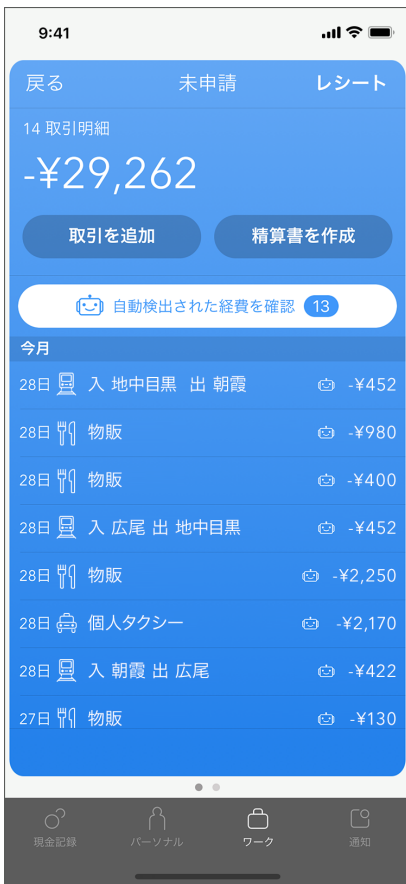 9:41
戻る 未申請 レシート
14 取引明細
-¥29,262
取引を追加 精算書を作成
自動検出された経費を確認 13
今月
28日 入 地中目黒 出 朝霞 -¥452
28日 物販 -¥980
28日 物販 -¥400
28日 入 広尾 出 地中目黒 -¥452
28日 物販 -¥2,250
28日 個人タクシー -¥2,170
28日 入 朝霞 出 広尾 -¥422
27日 物販 -¥130
現金記録 パーソナル ワーク 通知